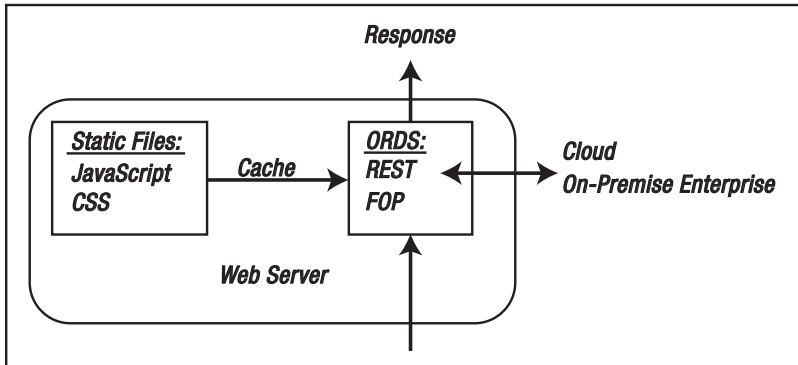 Response
Static Files:
JavaScript
CSS
Cache
ORDS:
REST
FOP
Cloud
On-Premise Enterprise
Web Server